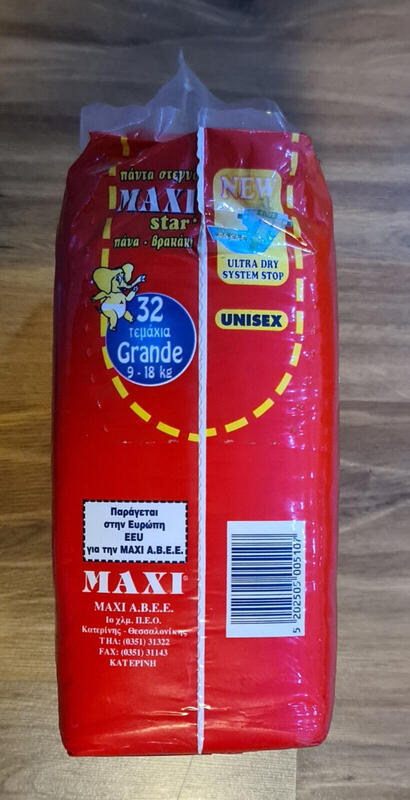 πάντα στεγν
MAXI
star
πάνα - βρακάκ
NEW
ULTRA DRY
SYSTEM STOP
UNISEX
32
τεμάχια
Grande
9 - 18 kg
Παράγεται
στην Ευρώπη
EEU
για την MAXI A.B.E.E.
MAXI®
MAXI A.B.E.E.
1ο χλμ. Π.Ε.Ο.
Κατερίνης - Θεσσαλονίκης
ΤΗΛ: (0351) 31322
FAX: (0351) 31143
ΚΑΤΕΡΙΝΗ
5 202505 005107